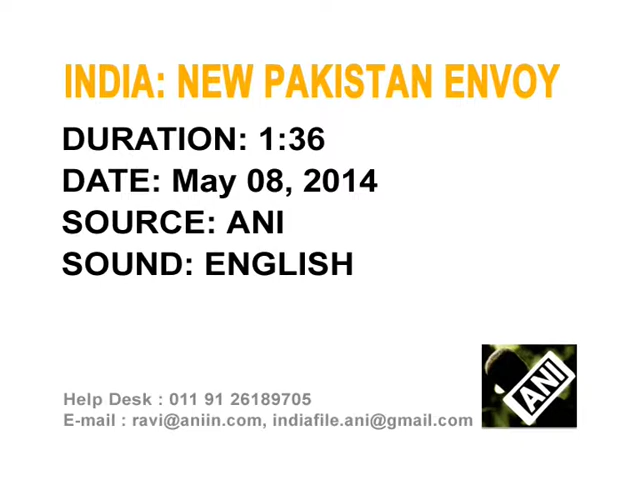 INDIA: NEW PAKISTAN ENVOY
DURATION: 1:36
DATE: May 08, 2014
SOURCE: ANI
SOUND: ENGLISH
Help Desk : 011 91 26189705
E-mail : ravi@aniin.com, indiafile.ani@gmail.com
ANI